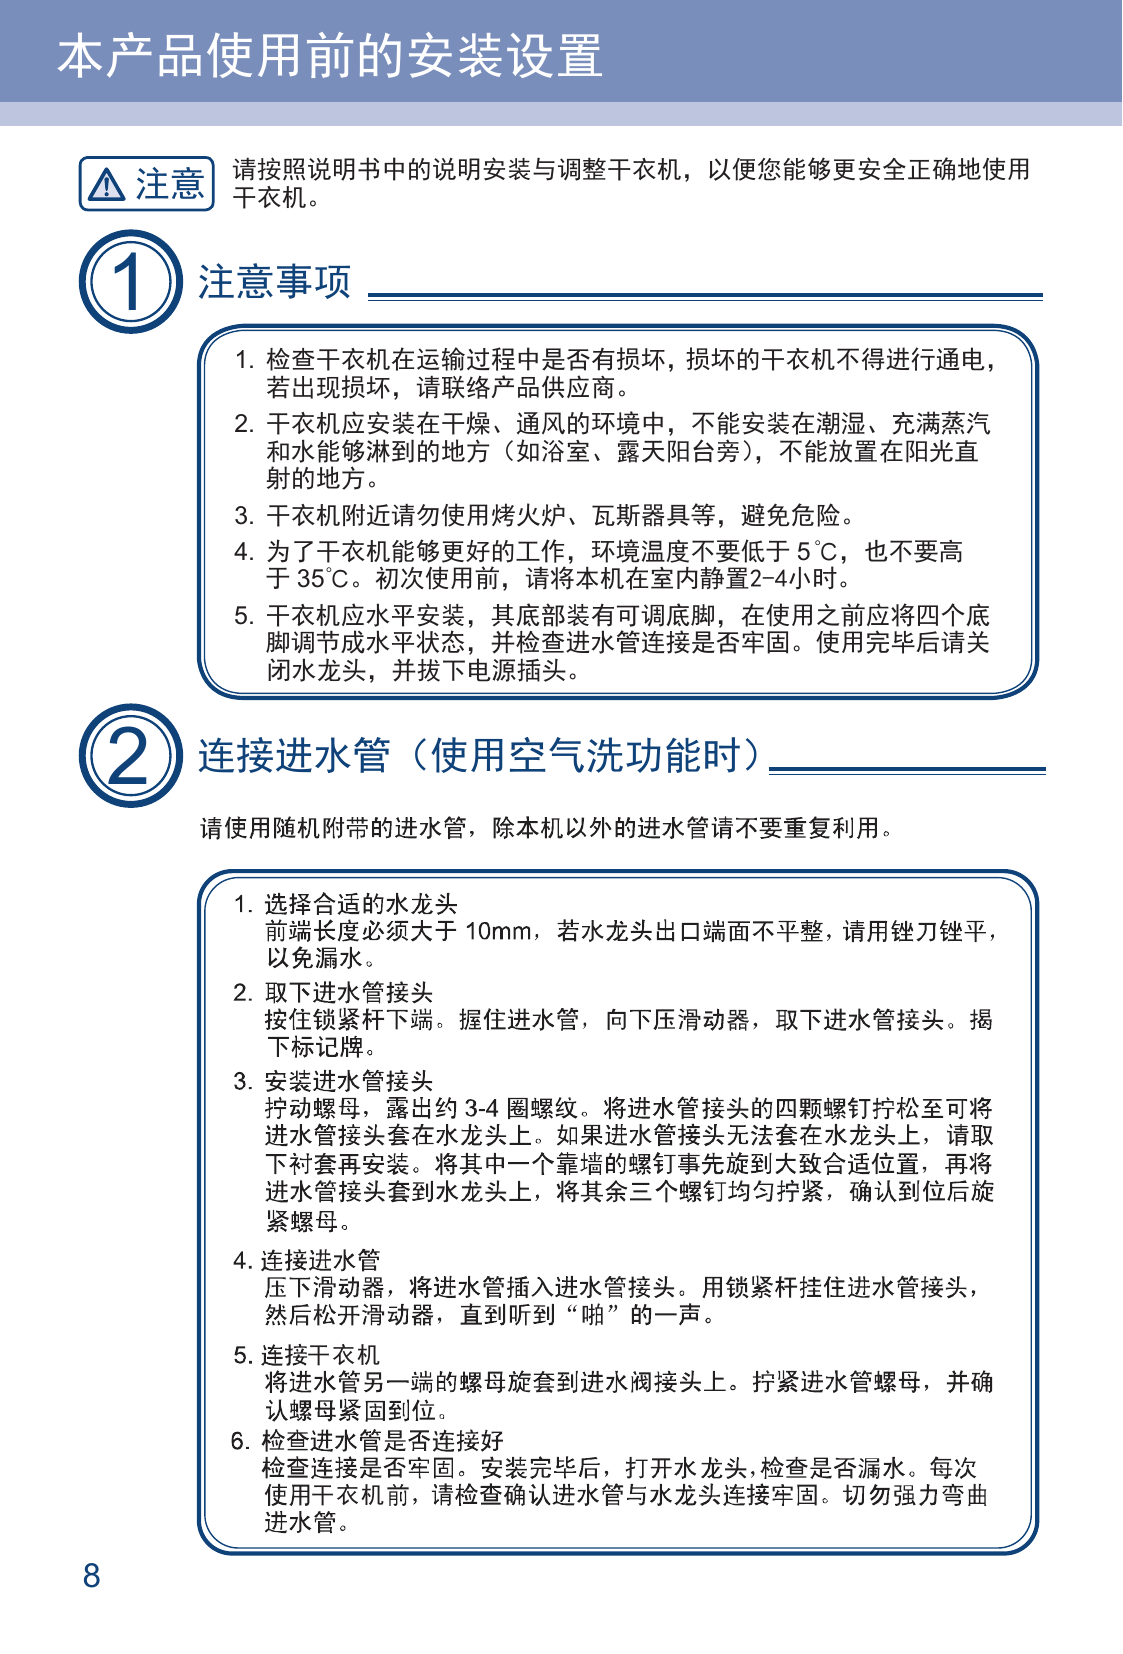 本产品使用前的安装设置
注意
请按照说明书中的说明安装与调整干衣机，以便您能够更安全正确地使用
干衣机。
1 注意事项
1. 检查干衣机在运输过程中是否有损坏，损坏的干衣机不得进行通电，
若出现损坏，请联络产品供应商。
2. 干衣机应安装在干燥、通风的环境中，不能安装在潮湿、充满蒸汽
和水能够淋到的地方（如浴室、露天阳台旁），不能放置在阳光直
射的地方。
3. 干衣机附近请勿使用烤火炉、瓦斯器具等，避免危险。
4. 为了干衣机能够更好的工作，环境温度不要低于 5℃，也不要高
于 35℃。初次使用前，请将本机在室内静置2-4小时。
5. 干衣机应水平安装，其底部装有可调底脚，在使用之前应将四个底
脚调节成水平状态，并检查进水管连接是否牢固。使用完毕后请关
闭水龙头，并拔下电源插头。
2 连接进水管（使用空气洗功能时）
请使用随机附带的进水管，除本机以外的进水管请不要重复利用。
1. 选择合适的水龙头
前端长度必须大于 10mm，若水龙头出口端面不平整，请用锉刀锉平，
以免漏水。
2. 取下进水管接头
按住锁紧杆下端。握住进水管，向下压滑动器，取下进水管接头。揭
下标记牌。
3. 安装进水管接头
拧动螺母，露出约 3-4 圈螺纹。将进水管接头的四颗螺钉拧松至可将
进水管接头套在水龙头上。如果进水管接头无法套在水龙头上，请取
下衬套再安装。将其中一个靠墙的螺钉事先旋到大致合适位置，再将
进水管接头套到水龙头上，将其余三个螺钉均匀拧紧，确认到位后旋
紧螺母。
4. 连接进水管
压下滑动器，将进水管插入进水管接头。用锁紧杆挂住进水管接头，
然后松开滑动器，直到听到“啪”的一声。
5. 连接干衣机
将进水管另一端的螺母旋套到进水阀接头上。拧紧进水管螺母，并确
认螺母紧固到位。
6. 检查进水管是否连接好
检查连接是否牢固。安装完毕后，打开水龙头，检查是否漏水。每次
使用干衣机前，请检查确认进水管与水龙头连接牢固。切勿强力弯曲
进水管。
8